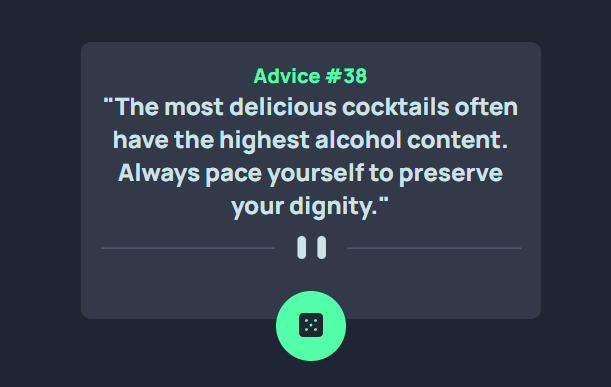 Advice #38
"The most delicious cocktails often
have the highest alcohol content.
Always pace yourself to preserve
your dignity."